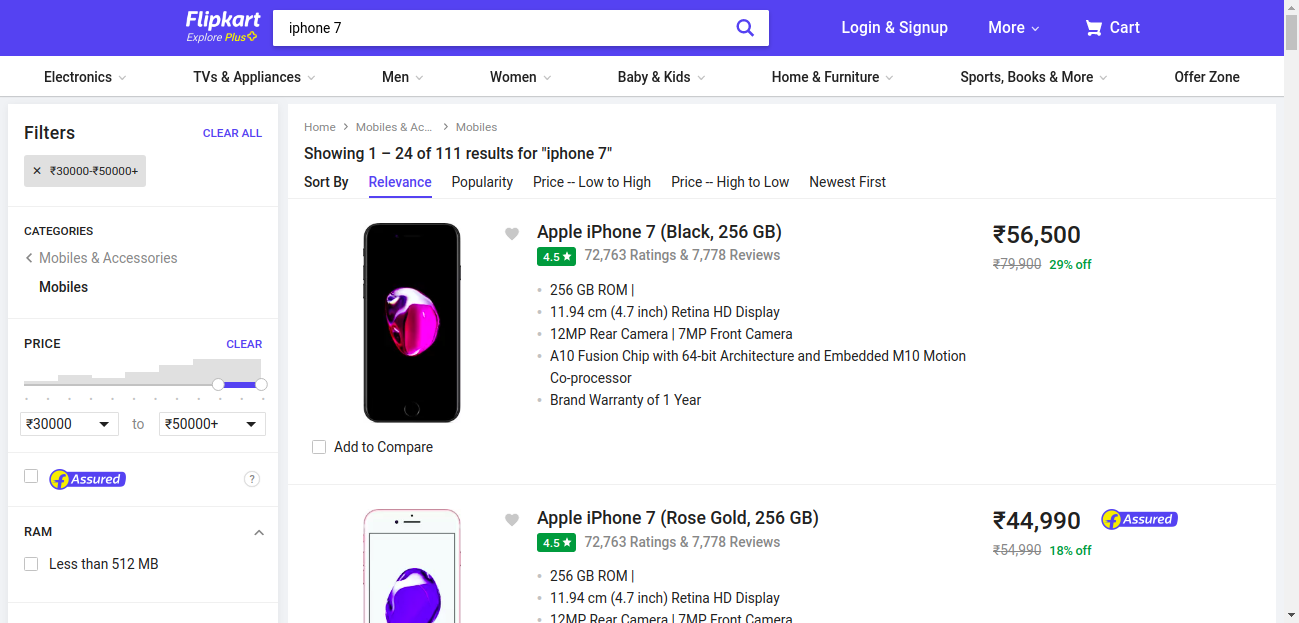 Flipkart
Explore Plus
iphone 7
Login & Signup
More
Cart
Electronics
TVs & Appliances
Men
Women
Baby & Kids
Home & Furniture
Sports, Books & More
Offer Zone
Filters
CLEAR ALL
✕ ₹30000-₹50000+
CATEGORIES
Mobiles & Accessories
Mobiles
PRICE
CLEAR
₹30000
to
₹50000+
f Assured
?
RAM
Less than 512 MB
Home > Mobiles & Ac... > Mobiles
Showing 1 – 24 of 111 results for "iphone 7"
Sort By Relevance Popularity Price -- Low to High Price -- High to Low Newest First
Apple iPhone 7 (Black, 256 GB)
4.5 ★ 72,763 Ratings & 7,778 Reviews
256 GB ROM |
11.94 cm (4.7 inch) Retina HD Display
12MP Rear Camera | 7MP Front Camera
A10 Fusion Chip with 64-bit Architecture and Embedded M10 Motion
Co-processor
Brand Warranty of 1 Year
₹56,500
₹79,900 29% off
Add to Compare
Apple iPhone 7 (Rose Gold, 256 GB)
4.5 ★ 72,763 Ratings & 7,778 Reviews
256 GB ROM |
11.94 cm (4.7 inch) Retina HD Display
12MP Rear Camera | 7MP Front Camera
₹44,990
f Assured
₹54,990 18% off